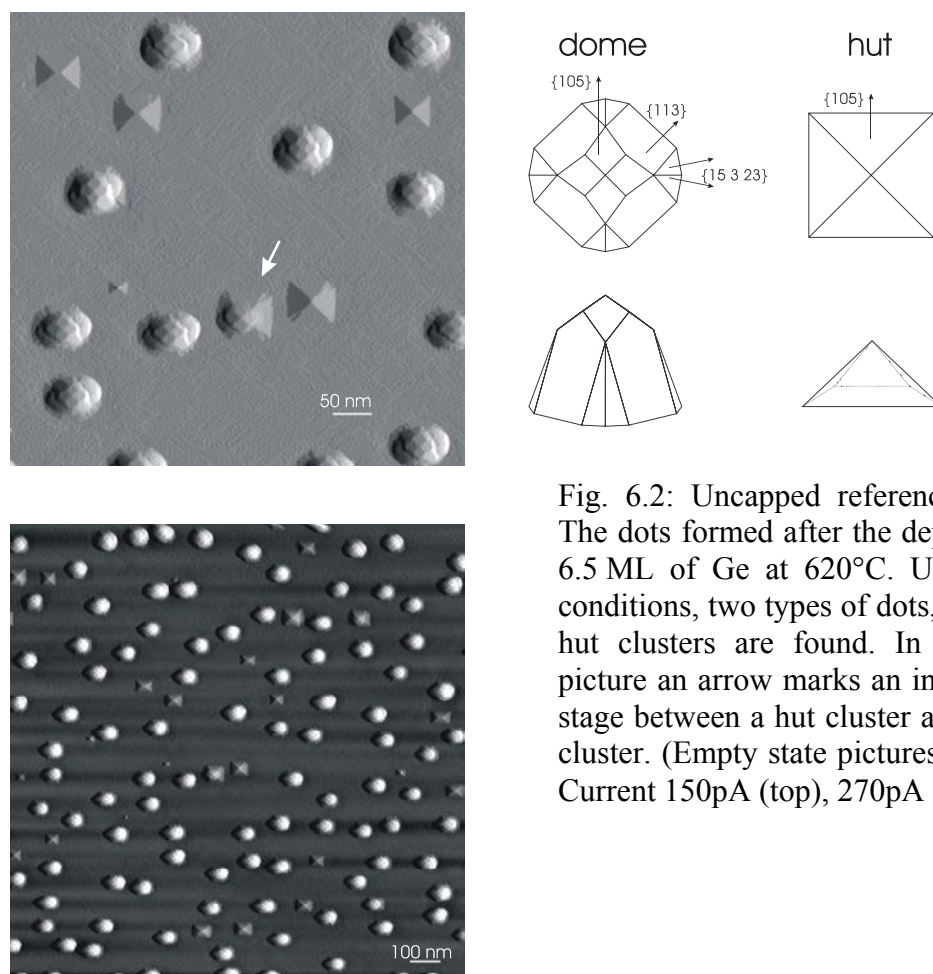 dome
hut
{105}
{113}
{15 3 23}
{105}
50 nm
100 nm
Fig. 6.2: Uncapped referenc
The dots formed after the dep
6.5 ML of Ge at 620°C. U
conditions, two types of dots,
hut clusters are found. In
picture an arrow marks an in
stage between a hut cluster a
cluster. (Empty state pictures
Current 150pA (top), 270pA